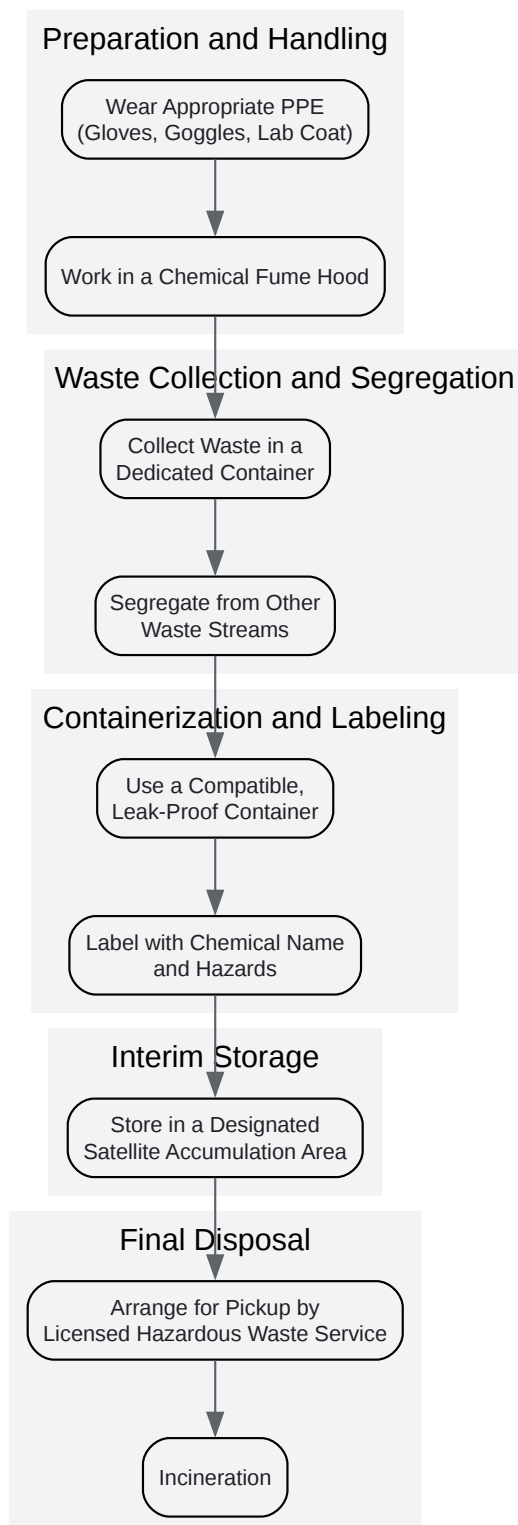 Preparation and Handling
Wear Appropriate PPE
(Gloves, Goggles, Lab Coat)
Work in a Chemical Fume Hood
Waste Collection and Segregation
Collect Waste in a
Dedicated Container
Segregate from Other
Waste Streams
Containerization and Labeling
Use a Compatible,
Leak-Proof Container
Label with Chemical Name
and Hazards
Interim Storage
Store in a Designated
Satellite Accumulation Area
Final Disposal
Arrange for Pickup by
Licensed Hazardous Waste Service
Incineration